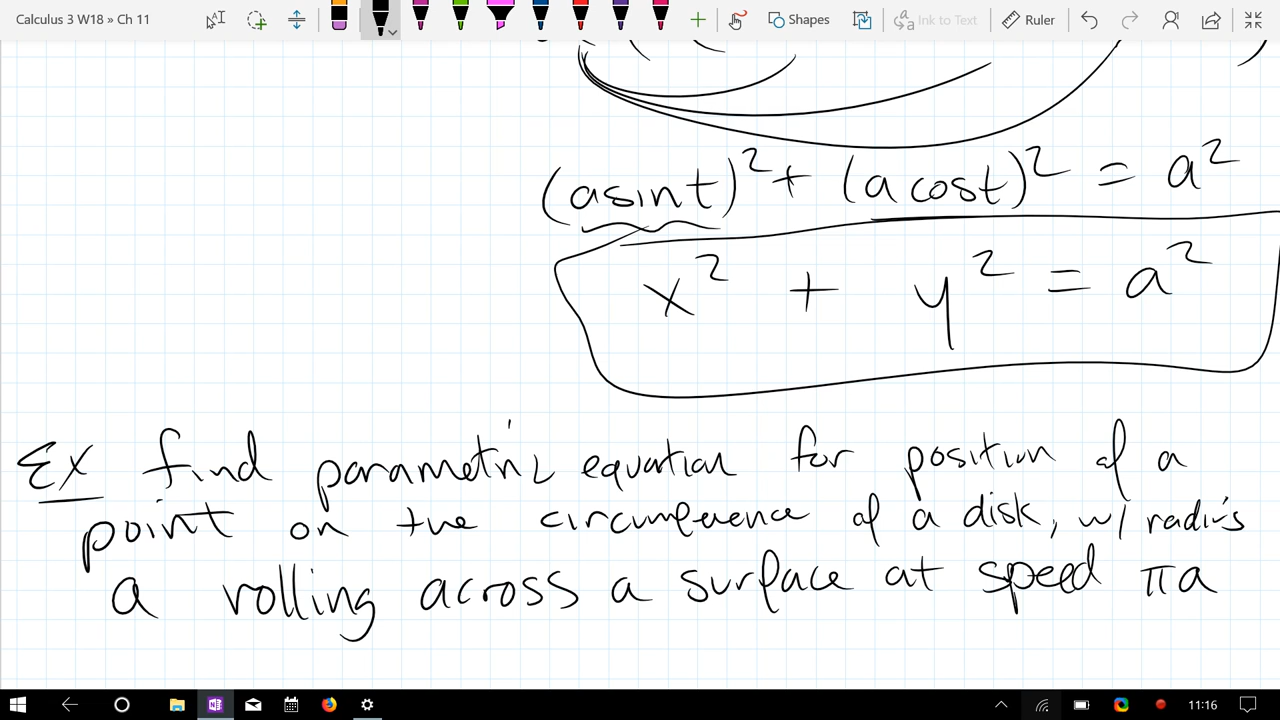 Calculus 3 W18 » Ch 11
Shapes
Ink to Text
Ruler
(a sin t)² + (a cos t)² = a²
x² + y² = a²
Ex find parametric equation for position of a
point on the circumference of a disk, w/ radius
a rolling across a surface at speed πa
11:16